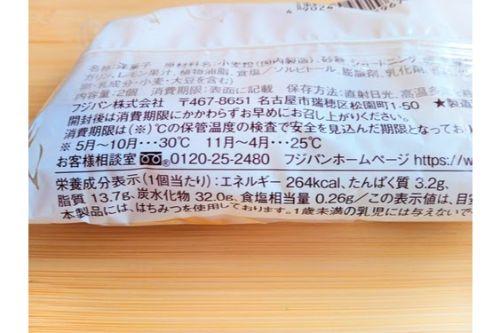 名称:洋菓子 原材料名:小麦粉(国内製造)、砂糖、ショートニング
ガリン、レモン果汁、植物油脂、食塩/ソルビトール、膨脹剤、乳化剤
部に乳成分・小麦・大豆を含む)
内容量:2個 消費期限:表面に記載 保存方法:直射日光、高温多
フジパン株式会社 〒467-8651 名古屋市瑞穂区松園町1-50 ★製造
開封後は消費期限にかかわらずお早めにお召し上がりください。
消費期限は(※)℃の保管温度の検査で安全を見込んだ期限となってお
※5月~10月…30℃ 11月~4月…25℃
お客様相談室 0120-25-2480 フジパンホームページ https://w
栄養成分表示(1個当たり):エネルギー 264kcal、たんぱく質 3.2g、
脂質 13.7g、炭水化物 32.0g、食塩相当量 0.26g/この表示値は、目安
本製品には、はちみつを使用しております。1歳未満の乳児には与えないで